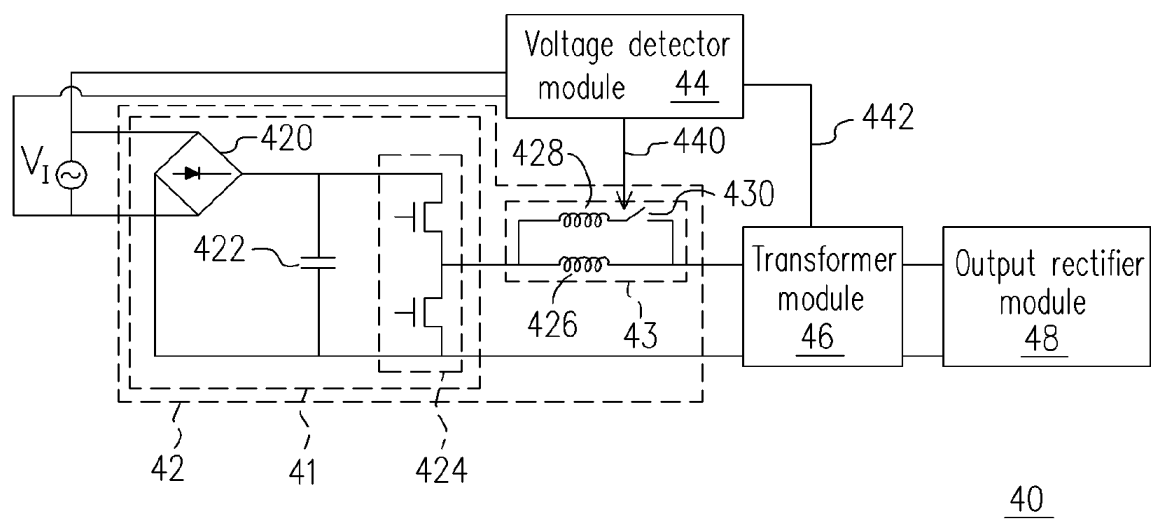 Voltage detector
module 44
442
420
V_I
428
440
430
422
426
43
Transformer
module
46
Output rectifier
module
48
42
41
424
40